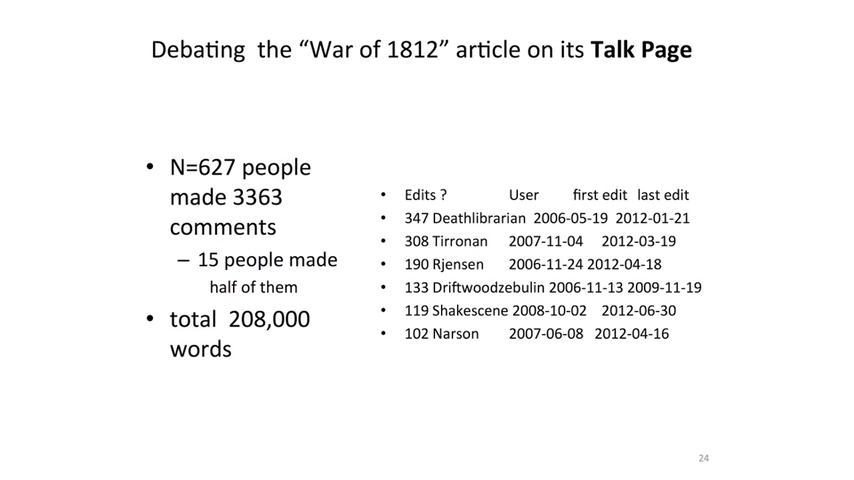 Debating the “War of 1812” article on its Talk Page
• N=627 people
made 3363
comments
– 15 people made
half of them
• total 208,000
words
• Edits ? User first edit last edit
• 347 Deathlibrarian 2006-05-19 2012-01-21
• 308 Tirronan 2007-11-04 2012-03-19
• 190 Rjensen 2006-11-24 2012-04-18
• 133 Driftwoodzebulin 2006-11-13 2009-11-19
• 119 Shakescene 2008-10-02 2012-06-30
• 102 Narson 2007-06-08 2012-04-16
24